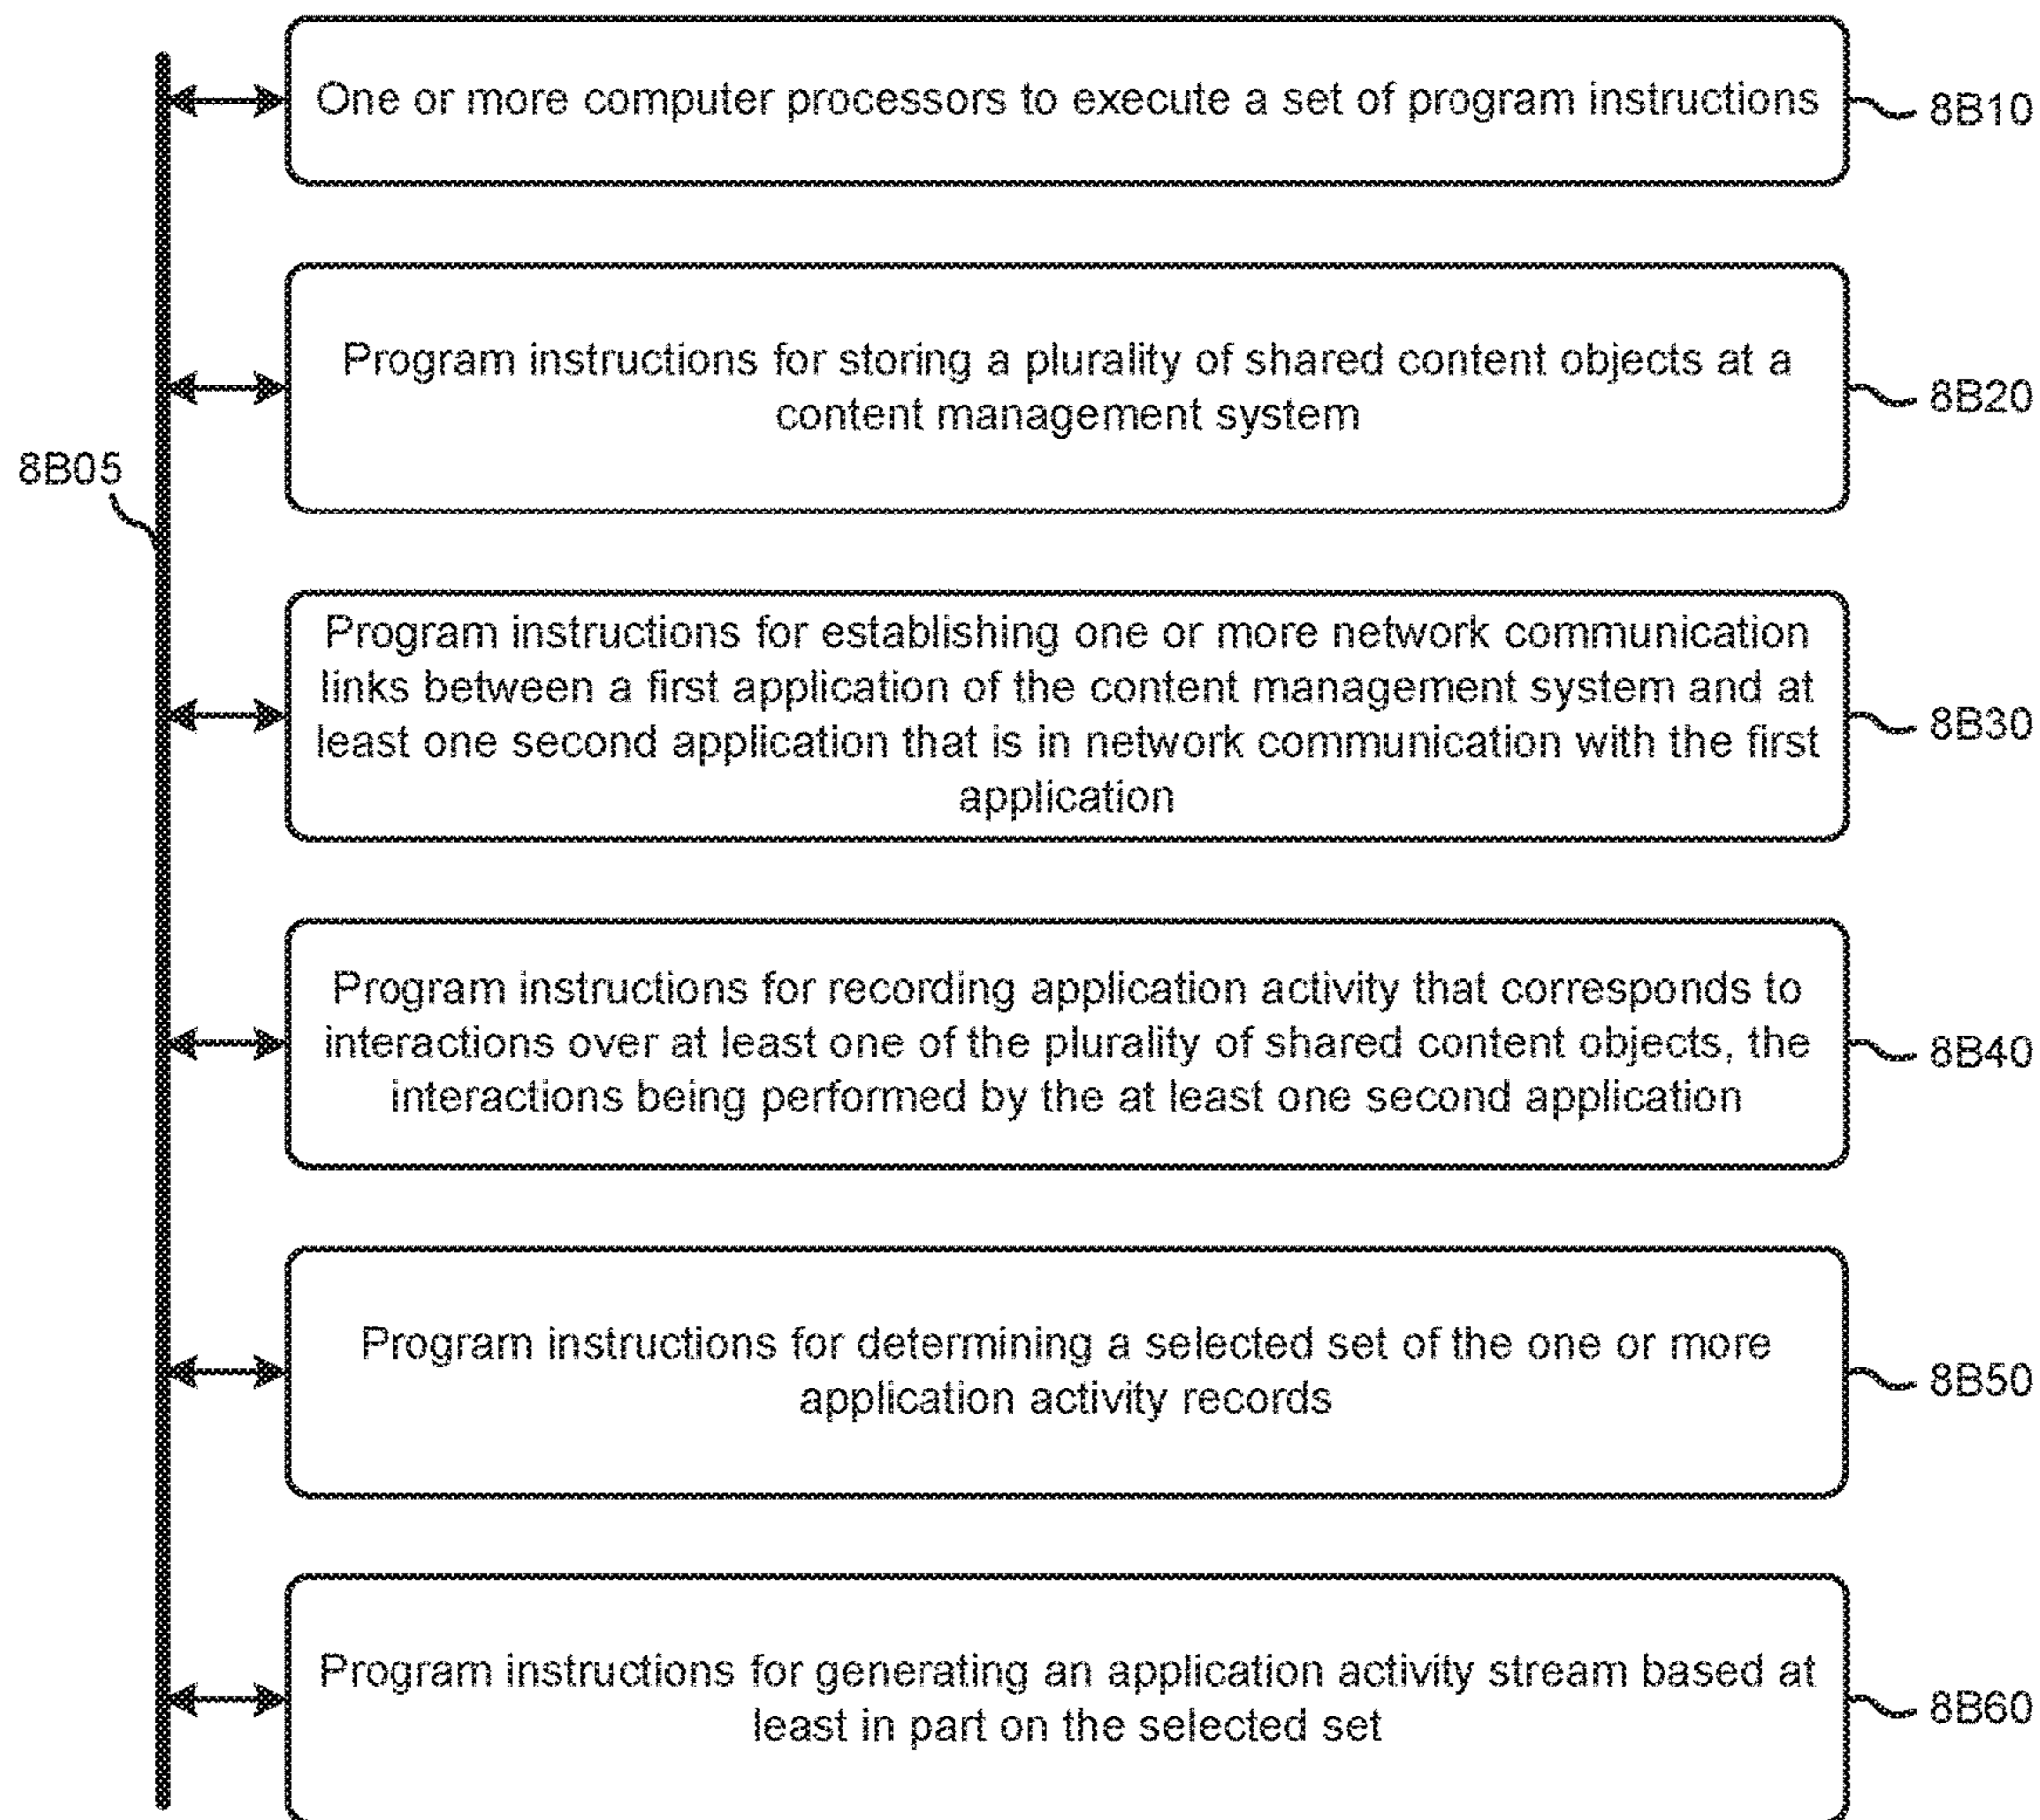 One or more computer processors to execute a set of program instructions
8B10
Program instructions for storing a plurality of shared content objects at a
content management system
8B20
8B05
Program instructions for establishing one or more network communication
links between a first application of the content management system and at
least one second application that is in network communication with the first
application
8B30
Program instructions for recording application activity that corresponds to
interactions over at least one of the plurality of shared content objects, the
interactions being performed by the at least one second application
8B40
Program instructions for determining a selected set of the one or more
application activity records
8B50
Program instructions for generating an application activity stream based at
least in part on the selected set
8B60